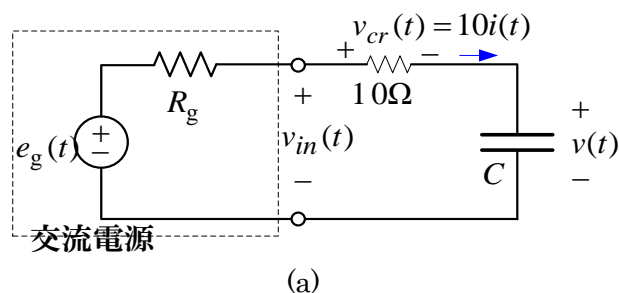 v_cr(t) = 10i(t)
+ −
R_g
10Ω
+
e_g(t)
+
−
v_in(t)
−
C
+
v(t)
−
交流電源
(a)